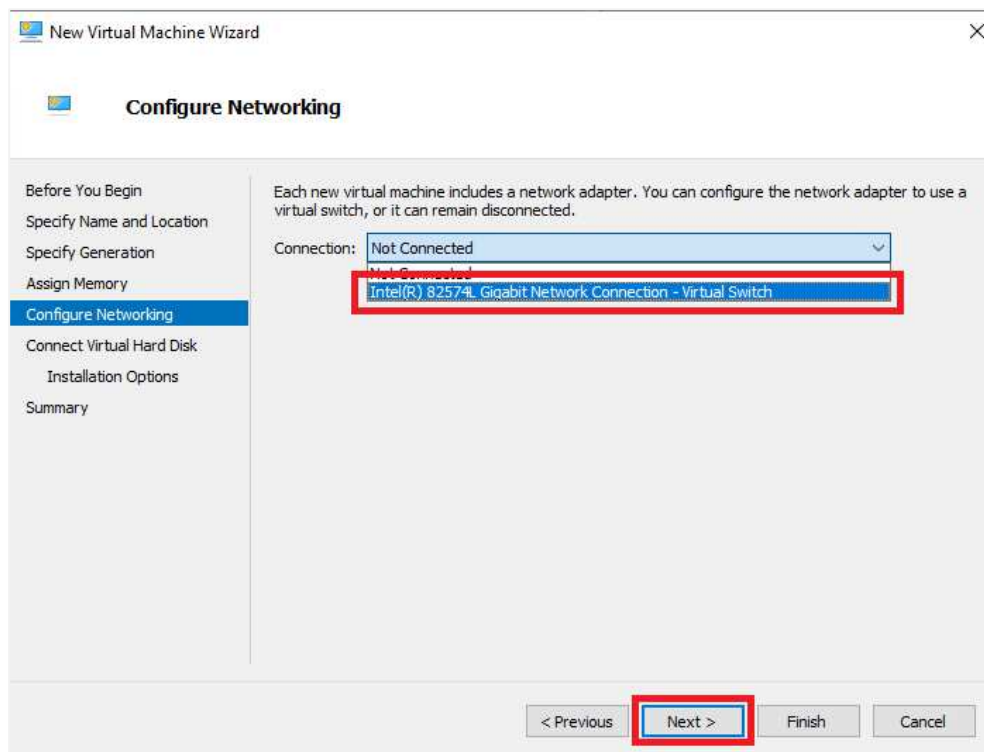 New Virtual Machine Wizard
Configure Networking
Before You Begin
Specify Name and Location
Specify Generation
Assign Memory
Configure Networking
Connect Virtual Hard Disk
Installation Options
Summary
Each new virtual machine includes a network adapter. You can configure the network adapter to use a
virtual switch, or it can remain disconnected.
Connection: Not Connected
Not Connected
Intel(R) 82574L Gigabit Network Connection - Virtual Switch
< Previous Next > Finish Cancel